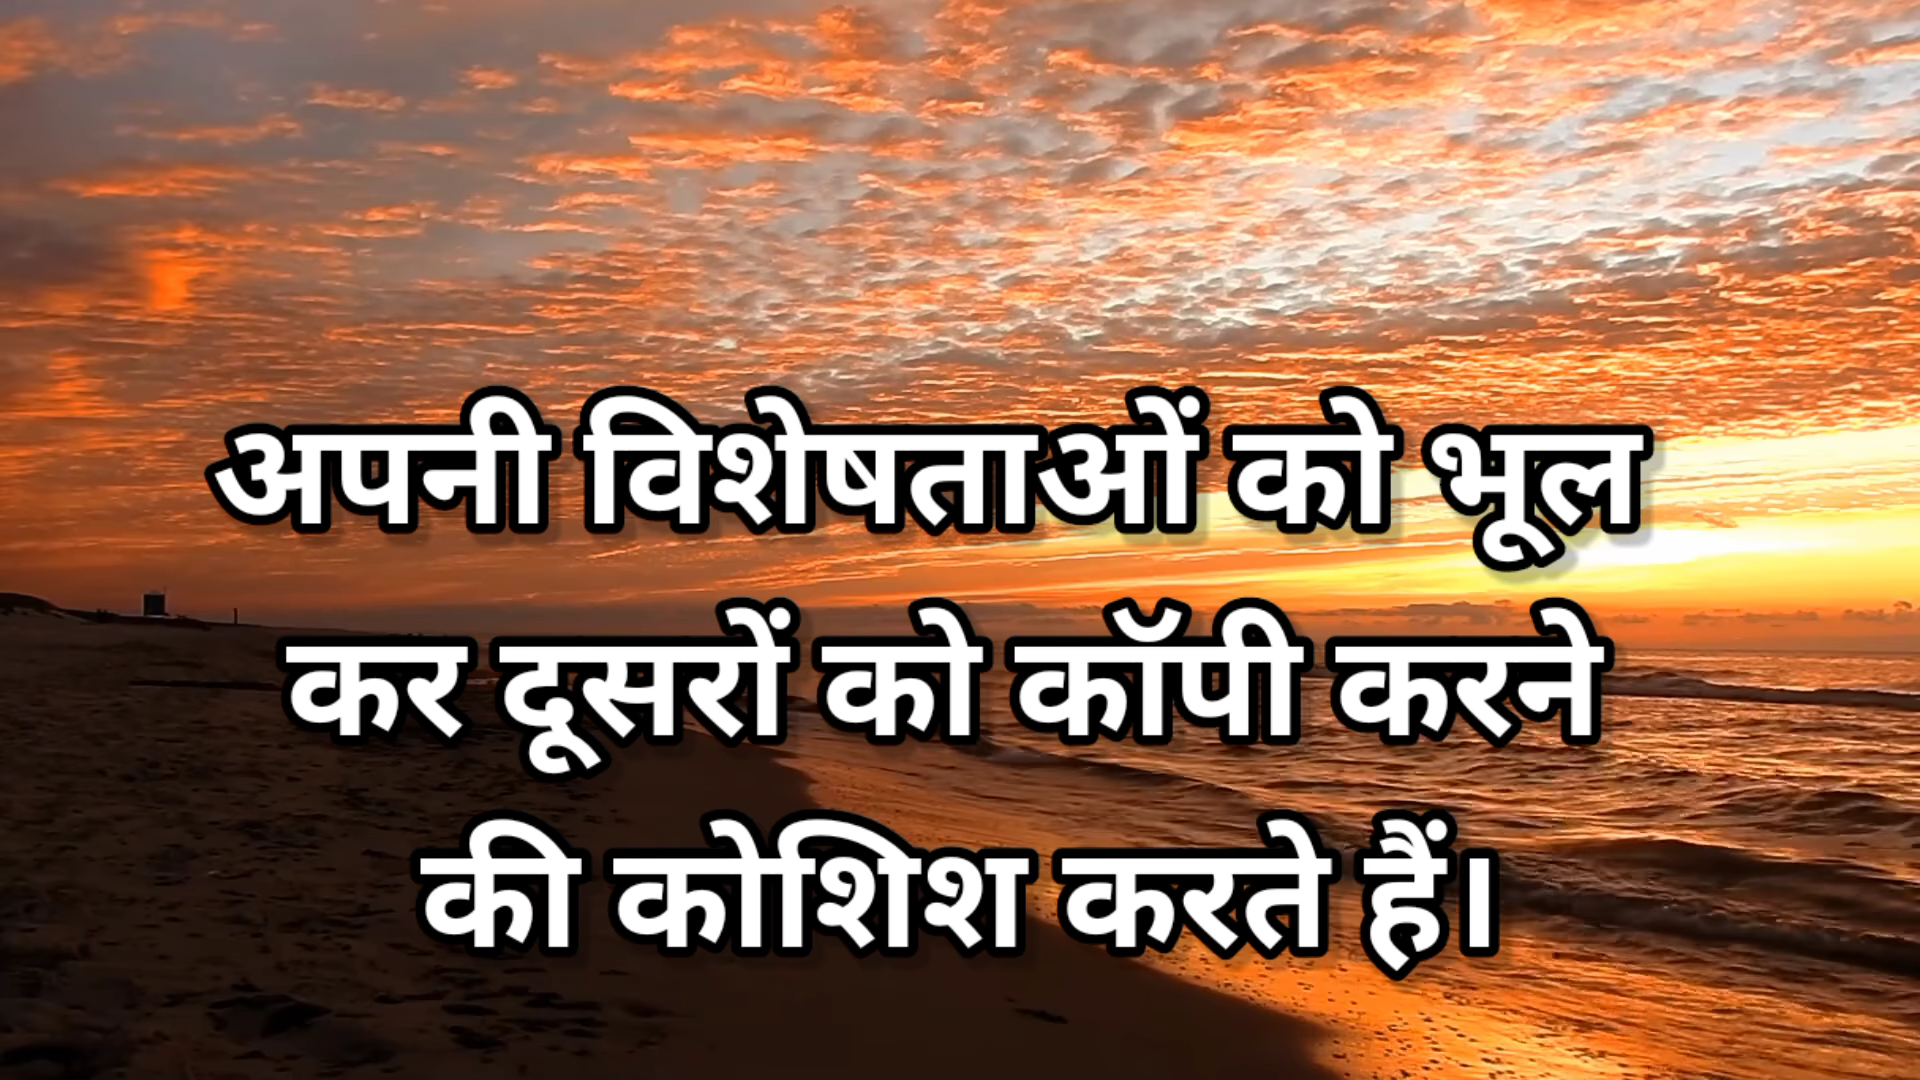 अपनी विशेषताओं को भूल
कर दूसरों को कॉपी करने
की कोशिश करते हैं।